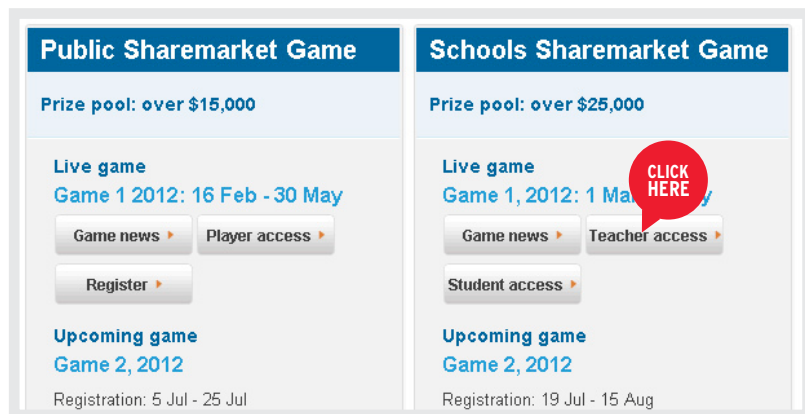 Public Sharemarket Game
Prize pool: over $15,000
Live game
Game 1 2012: 16 Feb - 30 May
Game news
Player access
Register
Upcoming game
Game 2, 2012
Registration: 5 Jul - 25 Jul
Schools Sharemarket Game
Prize pool: over $25,000
Live game
Game 1, 2012: 1
CLICK
HERE
Game news
Teacher access
Student access
Upcoming game
Game 2, 2012
Registration: 19 Jul - 15 Aug